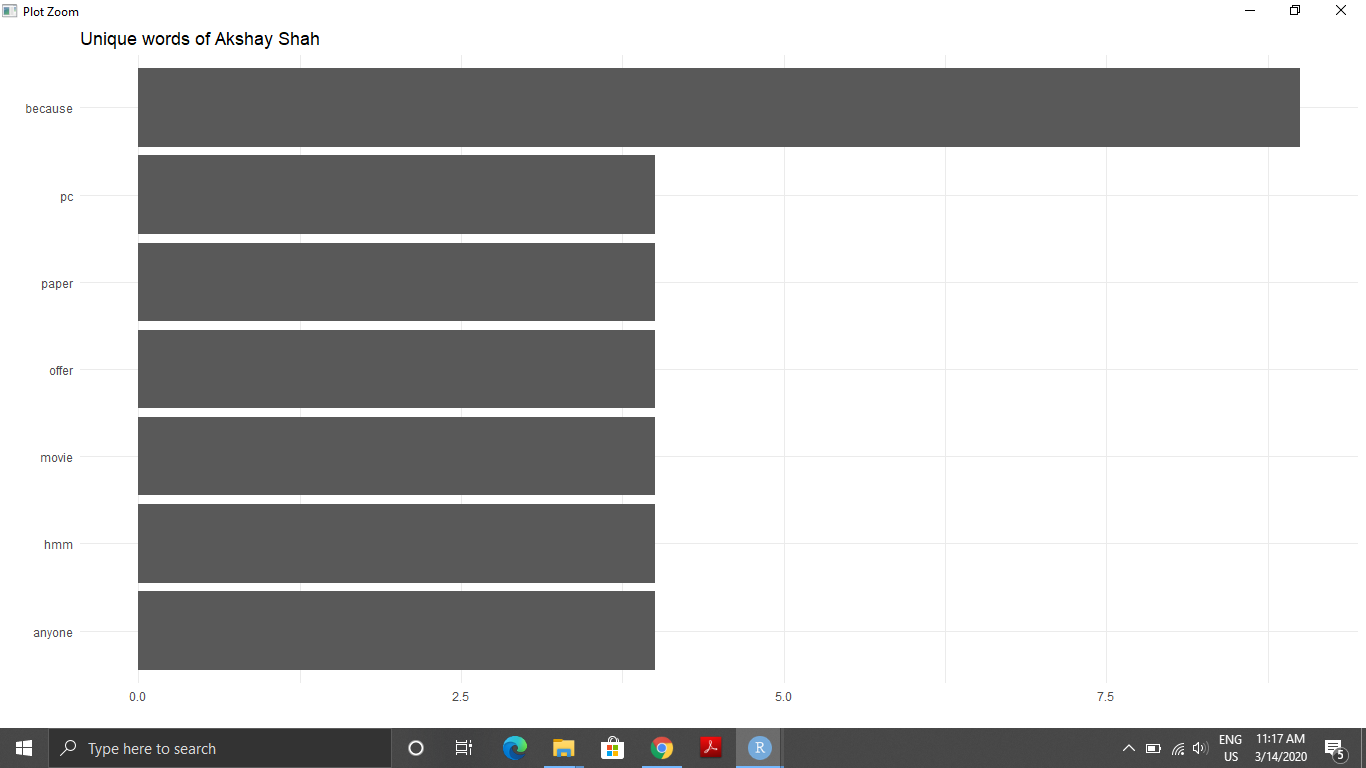 Plot Zoom
Unique words of Akshay Shah
because
pc
paper
offer
movie
hmm
anyone
0.0 2.5 5.0 7.5
Type here to search
R
ENG 11:17 AM
US 3/14/2020 5